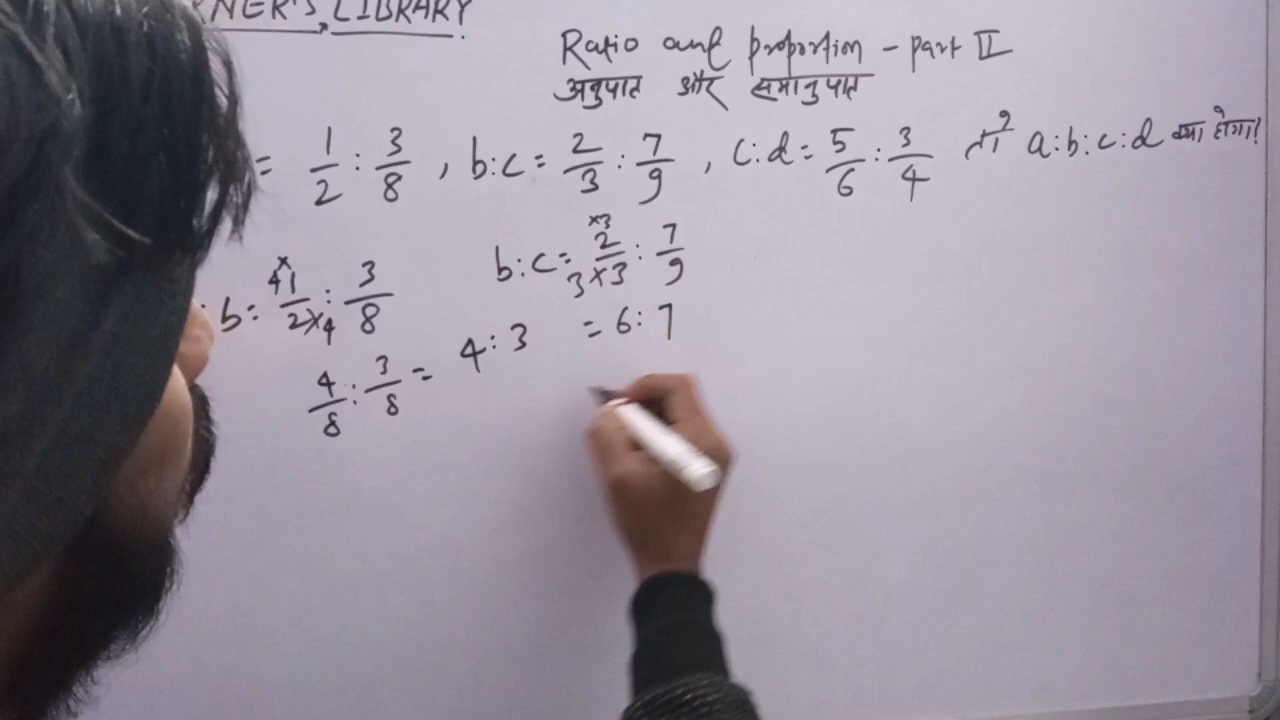 RNER'S LIBRARY
Ratio and proportion - part II
अनुपात और समानुपात
= 1/2 : 3/8 , b:c = 2/3 : 7/9 , c:d = 5/6 : 3/4 तो a:b:c:d क्या होगा?
: b = 4×1/2×4 : 3/8
b:c = 2×3/3×3 : 7/9
4/8 : 3/8 = 4:3
= 6:7